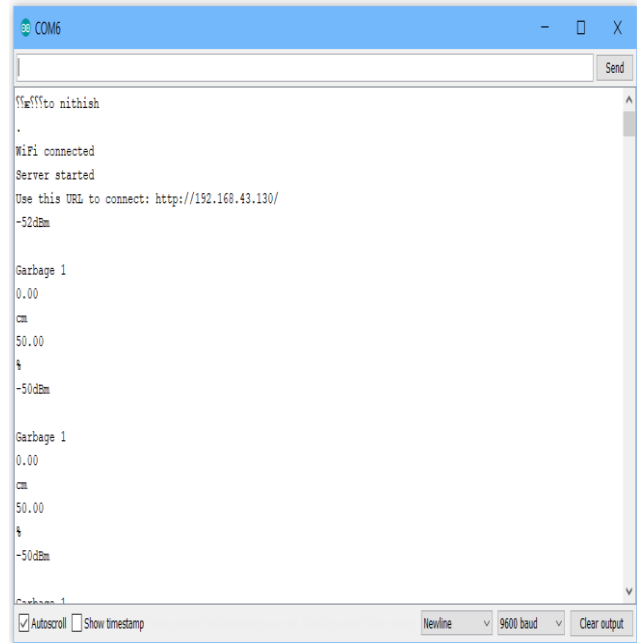 COM6
Send
to nithish
.
WiFi connected
Server started
Use this URL to connect: http://192.168.43.130/
-52dBm
Garbage 1
0.00
cm
50.00
%
-50dBm
Garbage 1
0.00
cm
50.00
%
-50dBm
Garbage 1
Autoscroll Show timestamp Newline 9600 baud Clear output